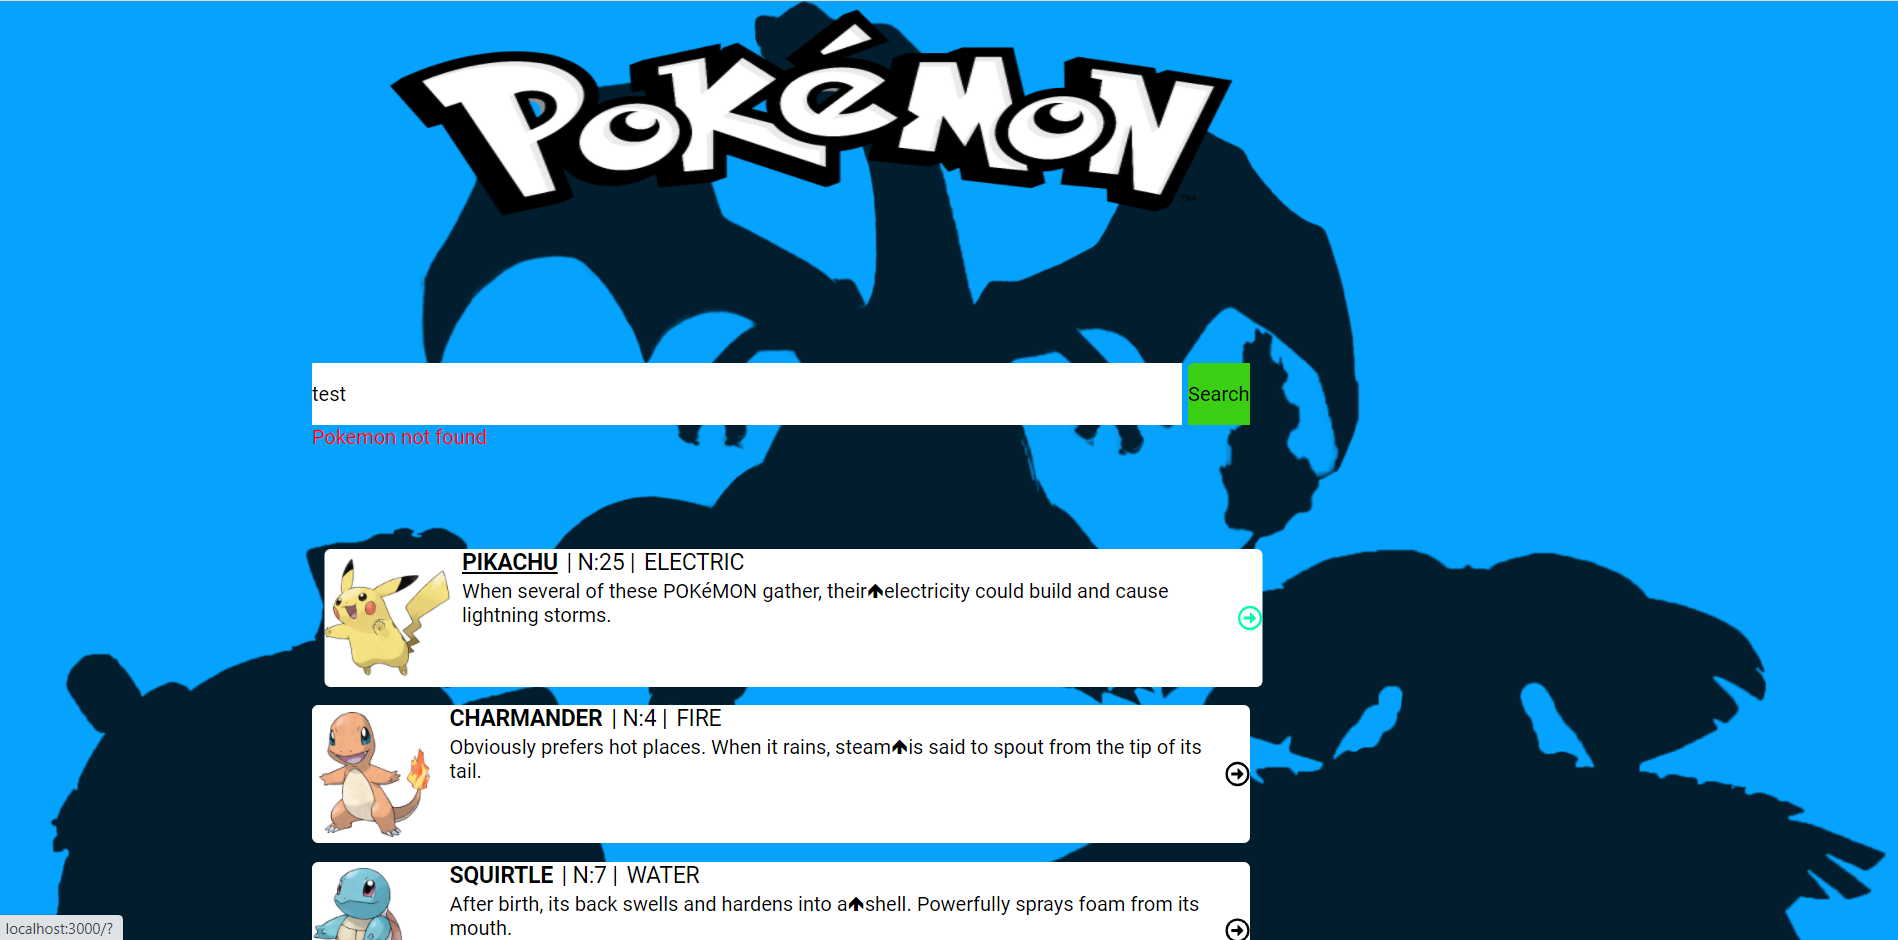 POKéMON
TM
test
Search
Pokemon not found
PIKACHU | N:25 | ELECTRIC
When several of these POKéMON gather, their🡹electricity could build and cause
lightning storms.
CHARMANDER | N:4 | FIRE
Obviously prefers hot places. When it rains, steam🡹is said to spout from the tip of its
tail.
SQUIRTLE | N:7 | WATER
After birth, its back swells and hardens into a🡹shell. Powerfully sprays foam from its
mouth.
localhost:3000/?